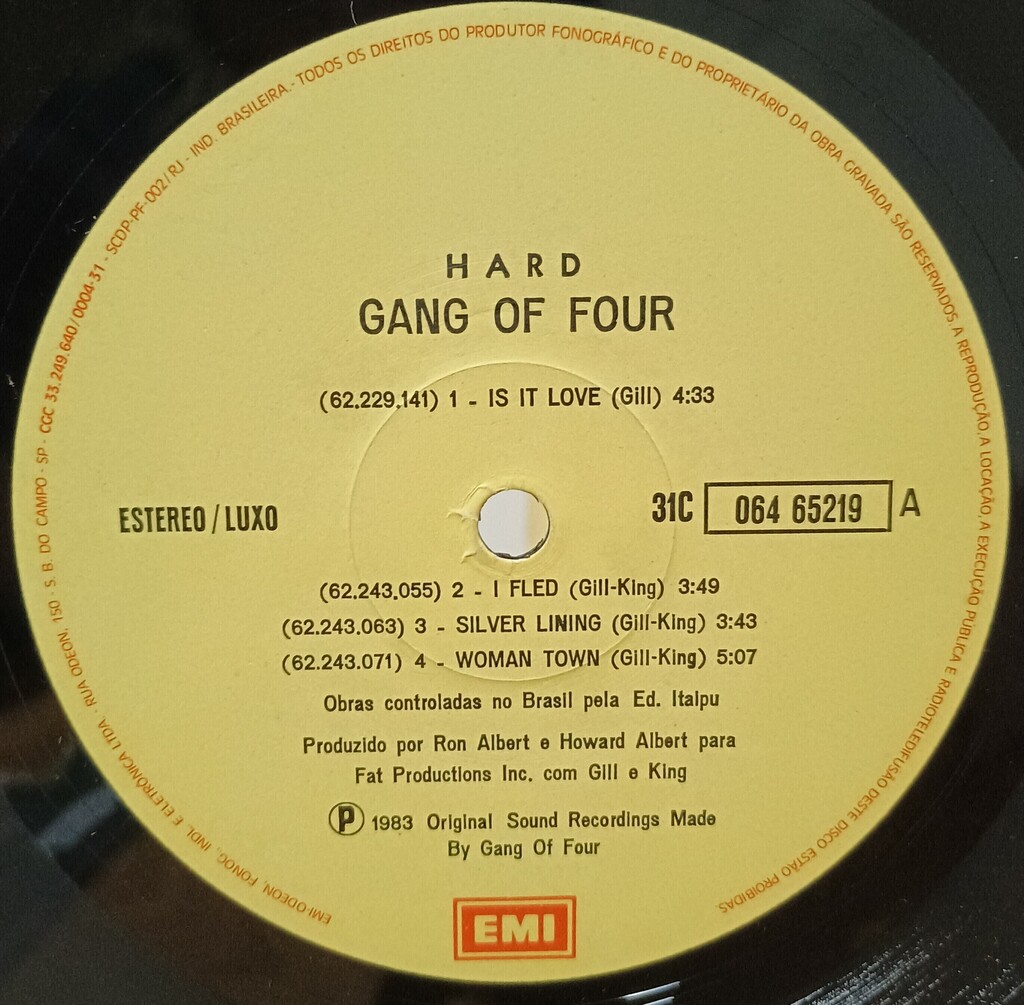 EMI-ODEON, FONOG. INDL. E ELETRÔNICA LTDA. - RUA ODEON, 150 - S. B. DO CAMPO - SP - CGC 33.249.640/0004-31 - SCDP-PF-002/RJ - IND. BRASILEIRA - TODOS OS DIREITOS DO PRODUTOR FONOGRÁFICO E DO PROPRIETÁRIO DA OBRA GRAVADA SÃO RESERVADOS. A REPRODUÇÃO, A LOCAÇÃO, A EXECUÇÃO PUBLICA E RADIOTELEDIFUSÃO DESTE DISCO ESTÃO PROIBIDAS.
HARD
GANG OF FOUR
(62.229.141) 1 - IS IT LOVE (Gill) 4:33
ESTEREO/LUXO
31C 064 65219 A
(62.243.055) 2 - I FLED (Gill-King) 3:49
(62.243.063) 3 - SILVER LINING (Gill-King) 3:43
(62.243.071) 4 - WOMAN TOWN (Gill-King) 5:07
Obras controladas no Brasil pela Ed. Itaipu
Produzido por Ron Albert e Howard Albert para
Fat Productions Inc. com Gill e King
Ⓟ 1983 Original Sound Recordings Made
By Gang Of Four
EMI